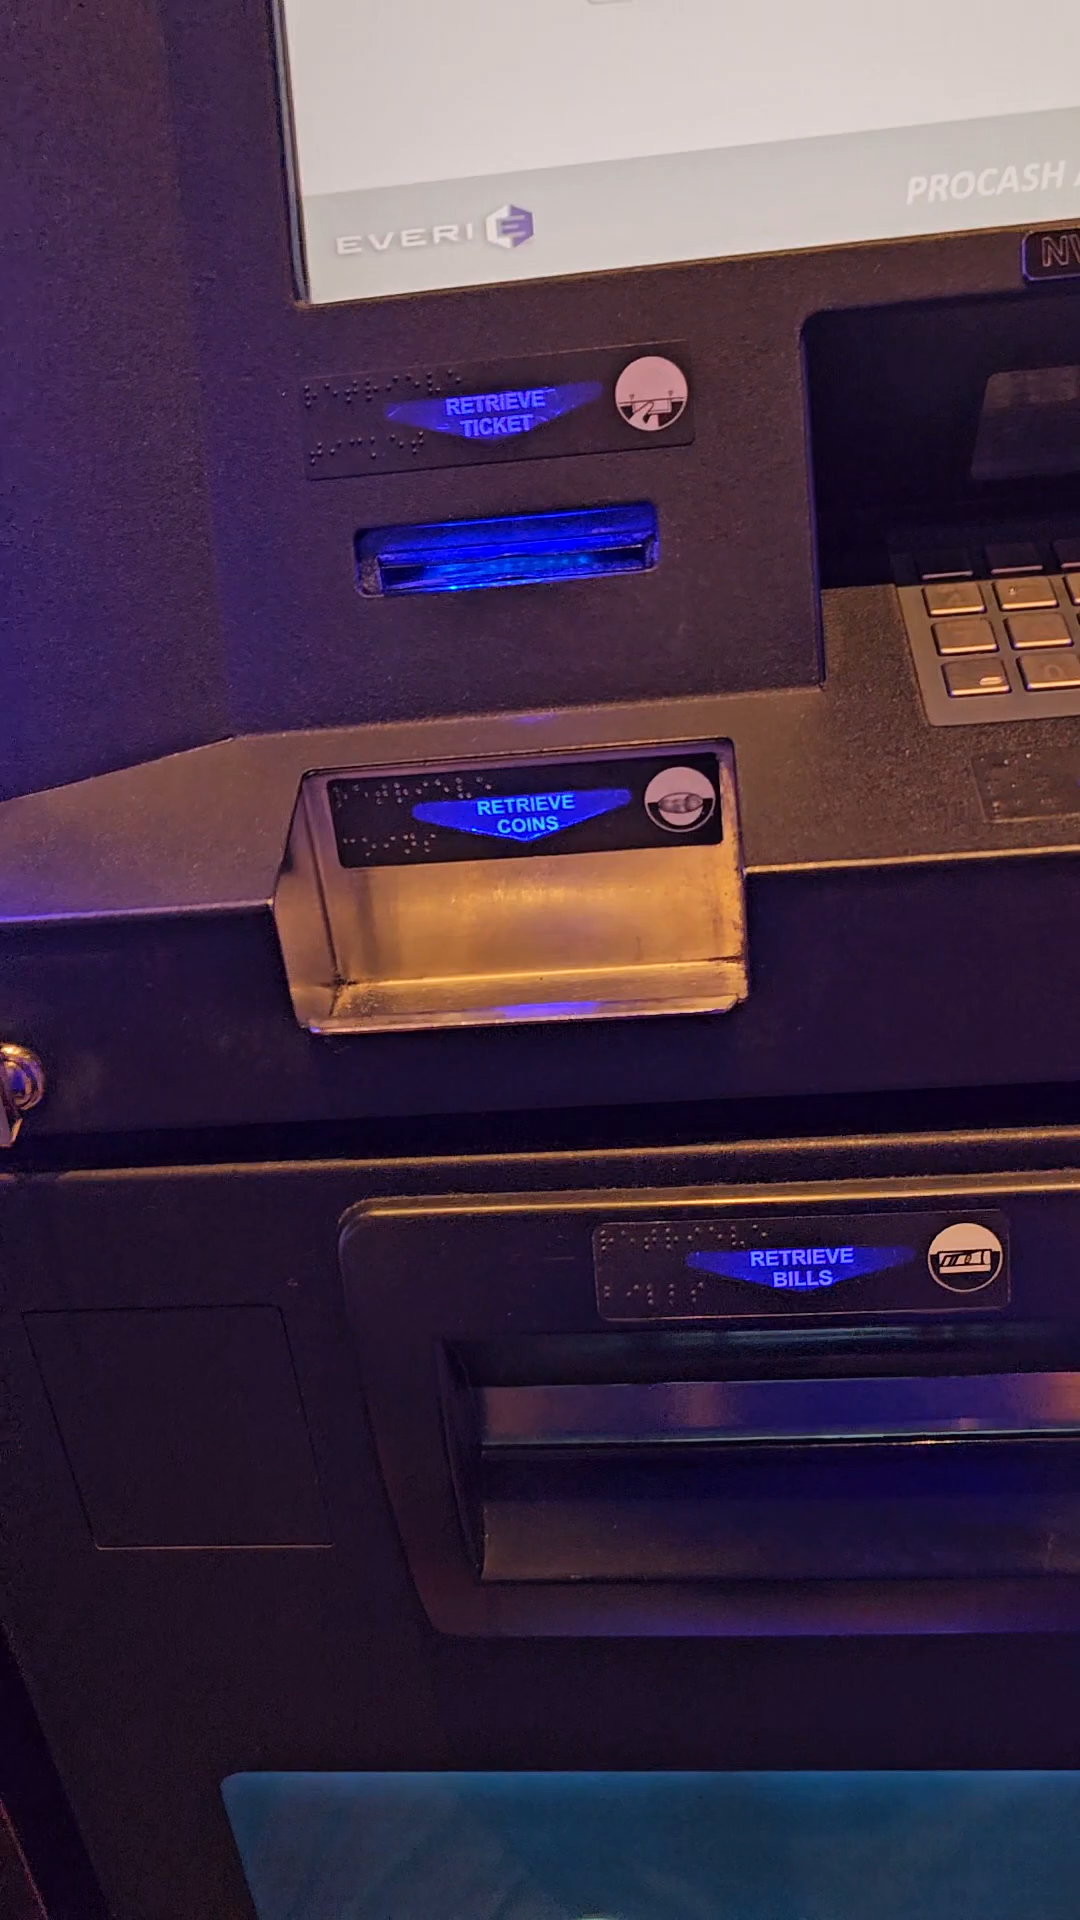 EVERI
PROCASH
RETRIEVE
TICKET
RETRIEVE
COINS
RETRIEVE
BILLS